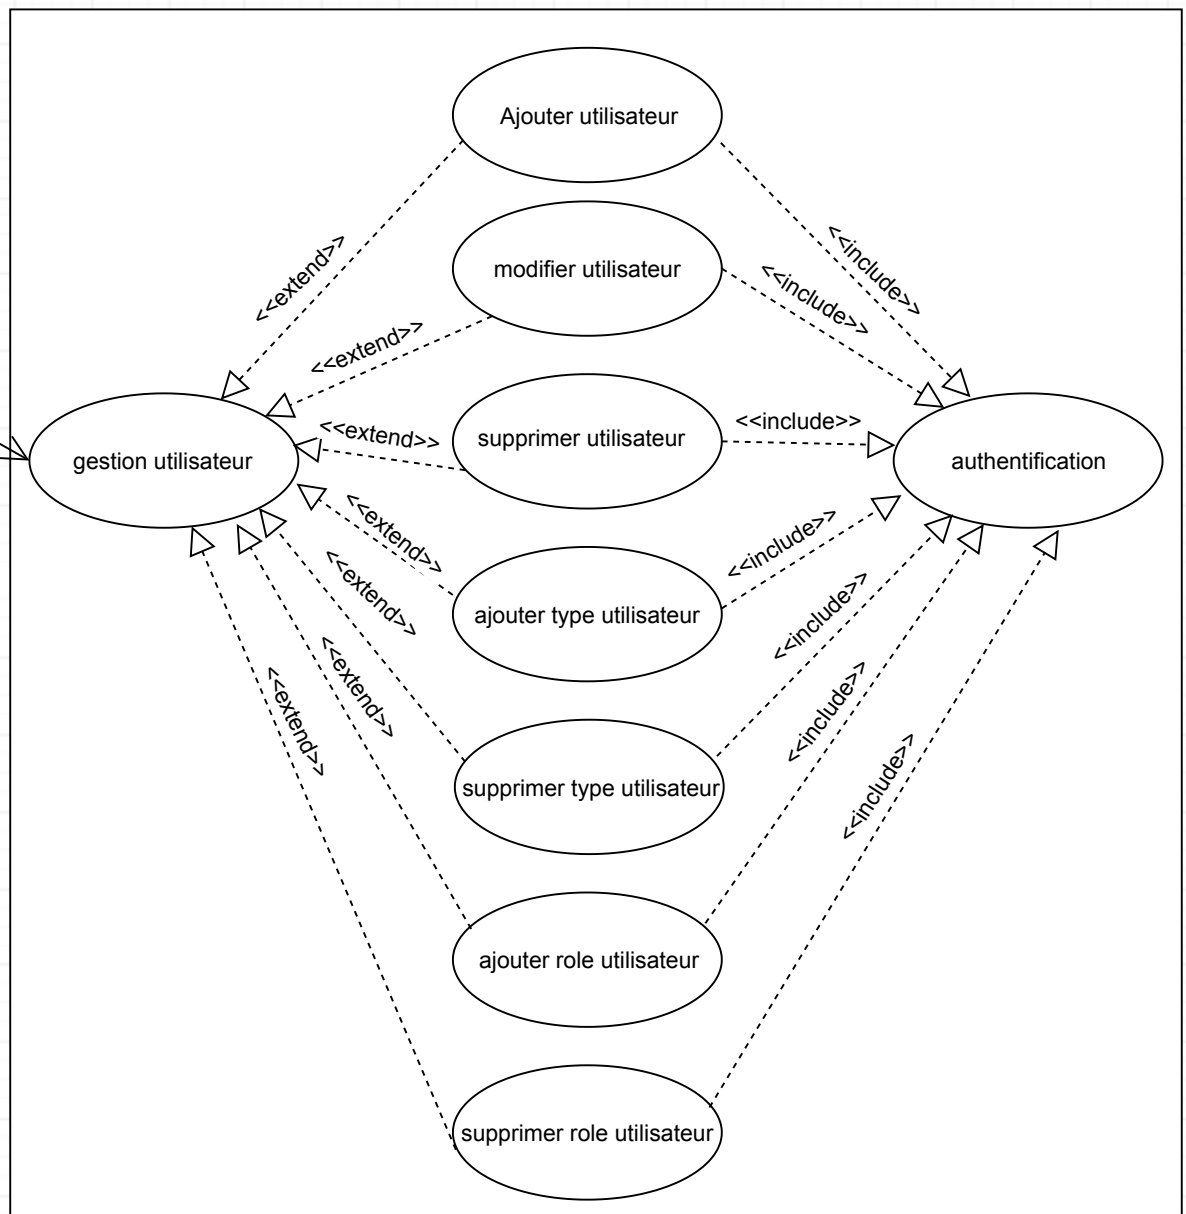 Ajouter utilisateur
<<extend>>
<<include>>
modifier utilisateur
<<extend>>
<<include>>
supprimer utilisateur
<<extend>>
<<include>>
gestion utilisateur
authentification
<<extend>>
<<include>>
ajouter type utilisateur
<<extend>>
<<include>>
supprimer type utilisateur
<<extend>>
<<include>>
ajouter role utilisateur
<<extend>>
<<include>>
supprimer role utilisateur